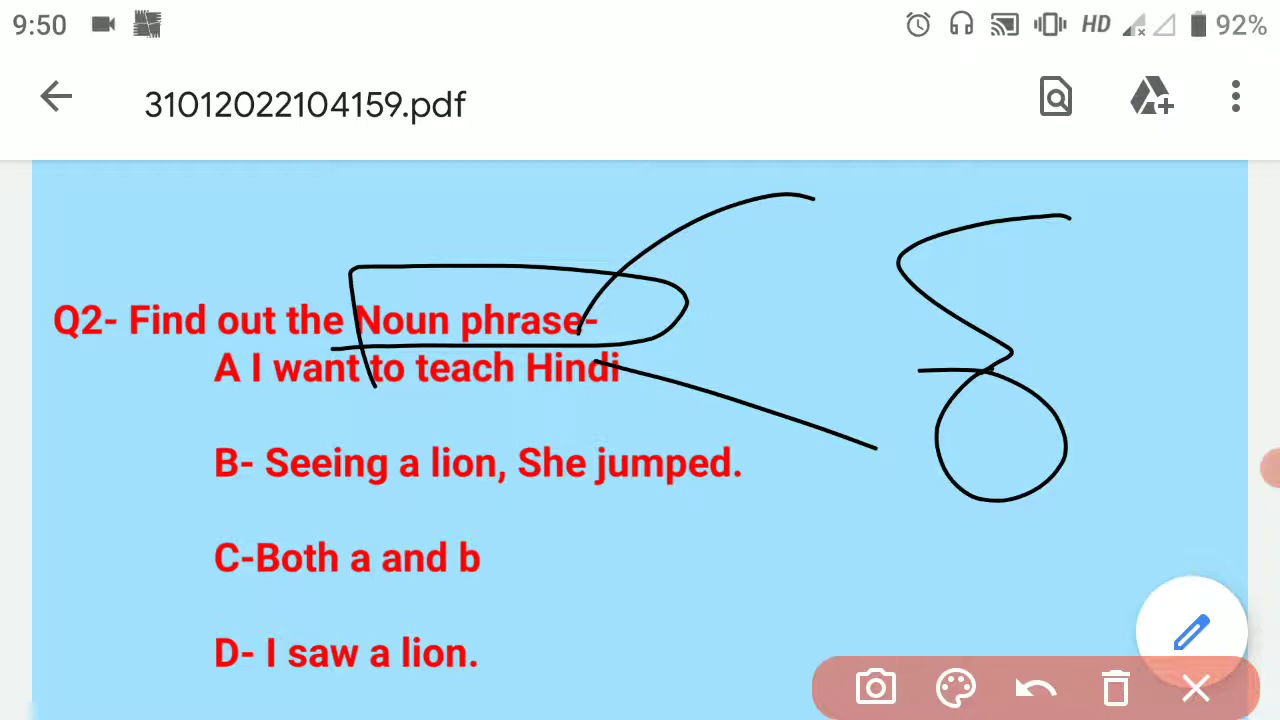 9:50 HD 92%
31012022104159.pdf
Q2- Find out the Noun phrase-
A I want to teach Hindi
B- Seeing a lion, She jumped.
C-Both a and b
D- I saw a lion.